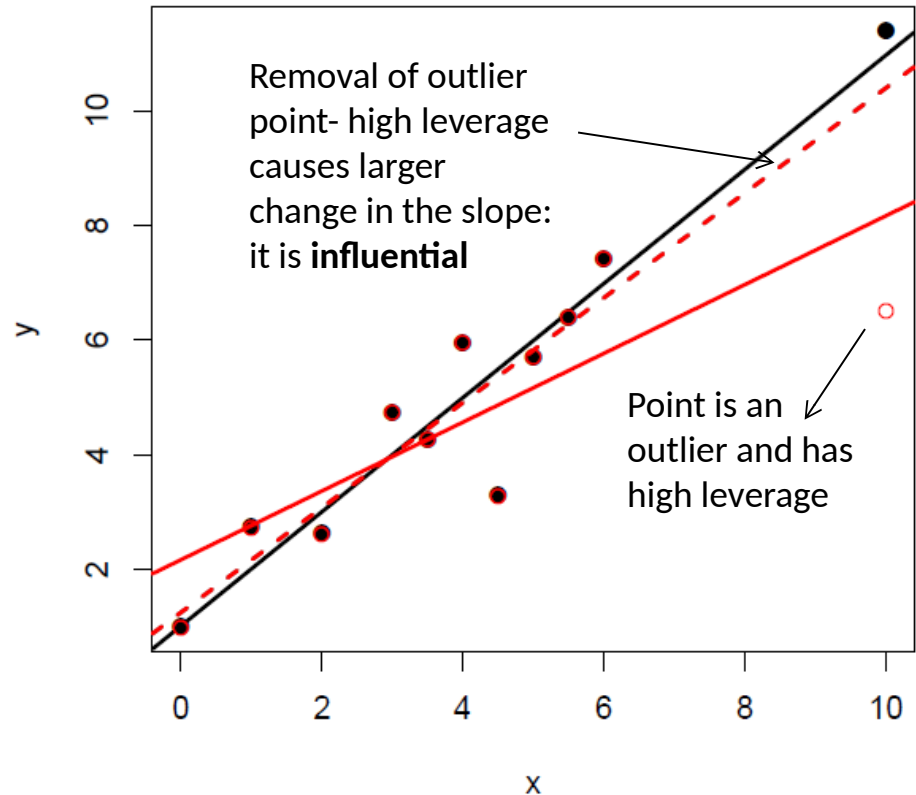 Removal of outlier
point- high leverage
causes larger
change in the slope:
it is influential
Point is an
outlier and has
high leverage
y
10
8
6
4
2
0 2 4 6 8 10
x